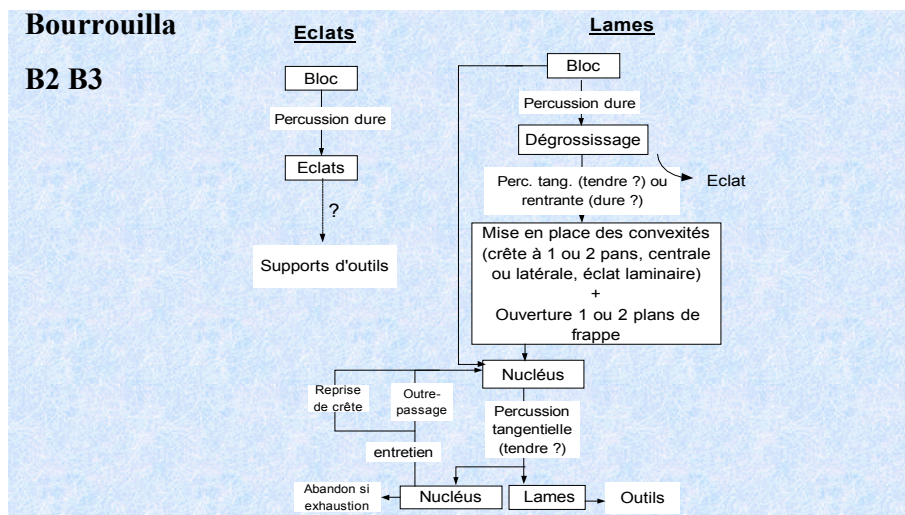 Bourrouilla
B2 B3
Eclats
Bloc
Percussion dure
Eclats
?
Supports d'outils
Lames
Bloc
Percussion dure
Dégrossissage
Eclat
Perc. tang. (tendre ?) ou
rentrante (dure ?)
Mise en place des convexités
(crête à 1 ou 2 pans, centrale
ou latérale, éclat laminaire)
+
Ouverture 1 ou 2 plans de
frappe
Nucléus
Reprise
de crête
Outre-
passage
Percussion
tangentielle
(tendre ?)
entretien
Abandon si
exhaustion
Nucléus
Lames
Outils